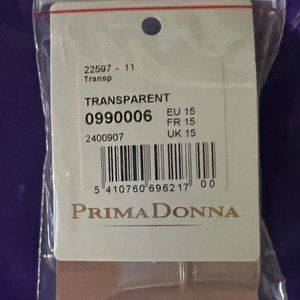 22597 - 11
Transp
TRANSPARENT
0990006 EU 15
FR 15
2400907 UK 15
5 410760 696217 00
PRIMADONNA